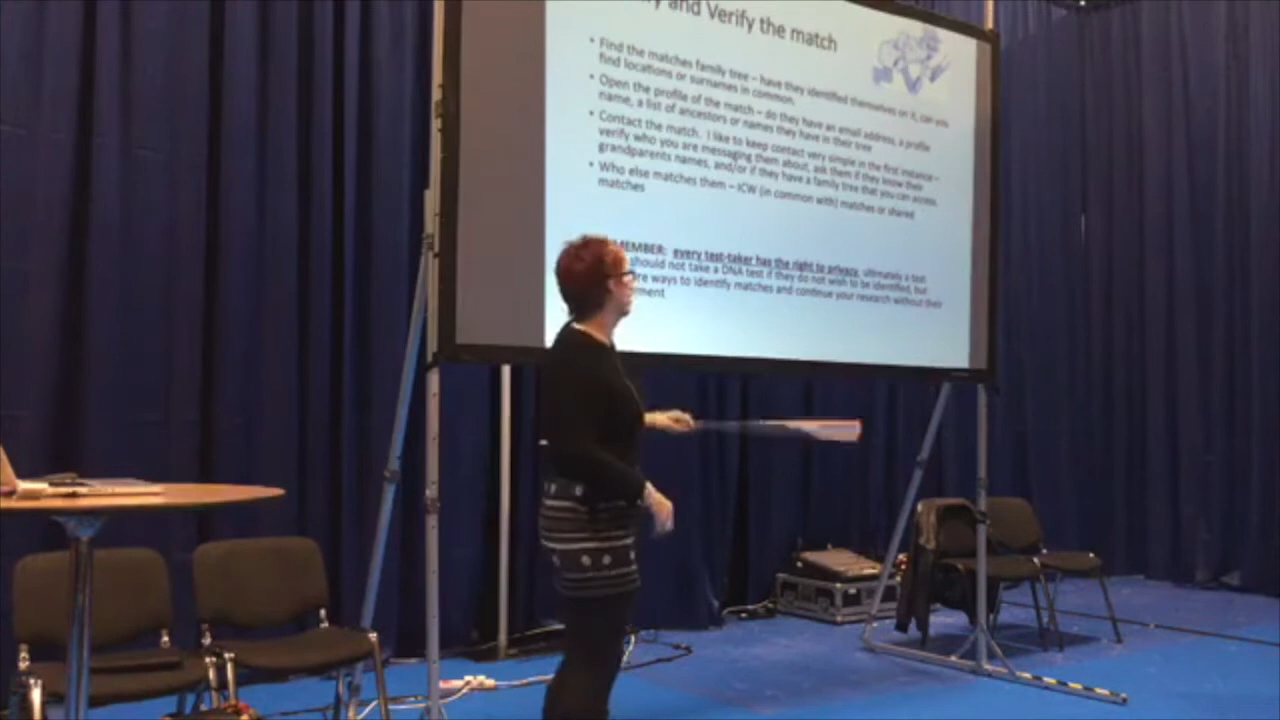 and Verify the match
• Find the matches family tree – have they identified themselves on it, can you
find locations or surnames in common.
• Open the profile of the match – do they have an email address, a profile
name, a list of ancestors or names they have in their tree
• Contact the match. I like to keep contact very simple in the first instance –
verify who you are messaging them about, ask them if they know their
grandparents names, and/or if they have a family tree that you can access.
• Who else matches them – ICW (in common with) matches or shared
matches
MEMBER: every test-taker has the right to privacy, ultimately a test
should not take a DNA test if they do not wish to be identified, but
re ways to identify matches and continue your research without their